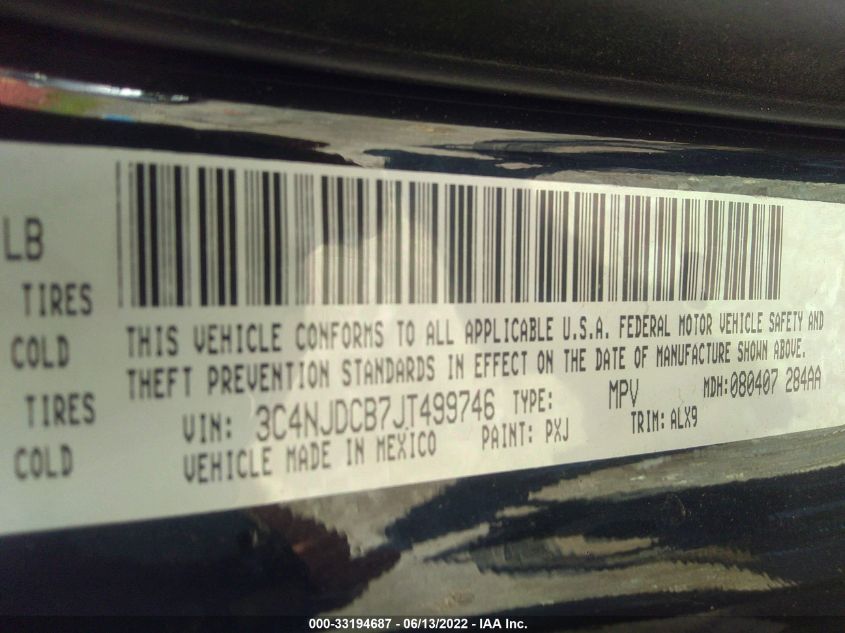 LB
TIRES
COLD
TIRES
COLD
THIS VEHICLE CONFORMS TO ALL APPLICABLE U.S.A. FEDERAL MOTOR VEHICLE SAFETY AND
THEFT PREVENTION STANDARDS IN EFFECT ON THE DATE OF MANUFACTURE SHOWN ABOVE.
VIN: 3C4NJDCB7JT499746 TYPE: MPV MDH:080407 284AA
VEHICLE MADE IN MEXICO PAINT: PXJ TRIM: ALX9
000-33194687 - 06/13/2022 - IAA Inc.